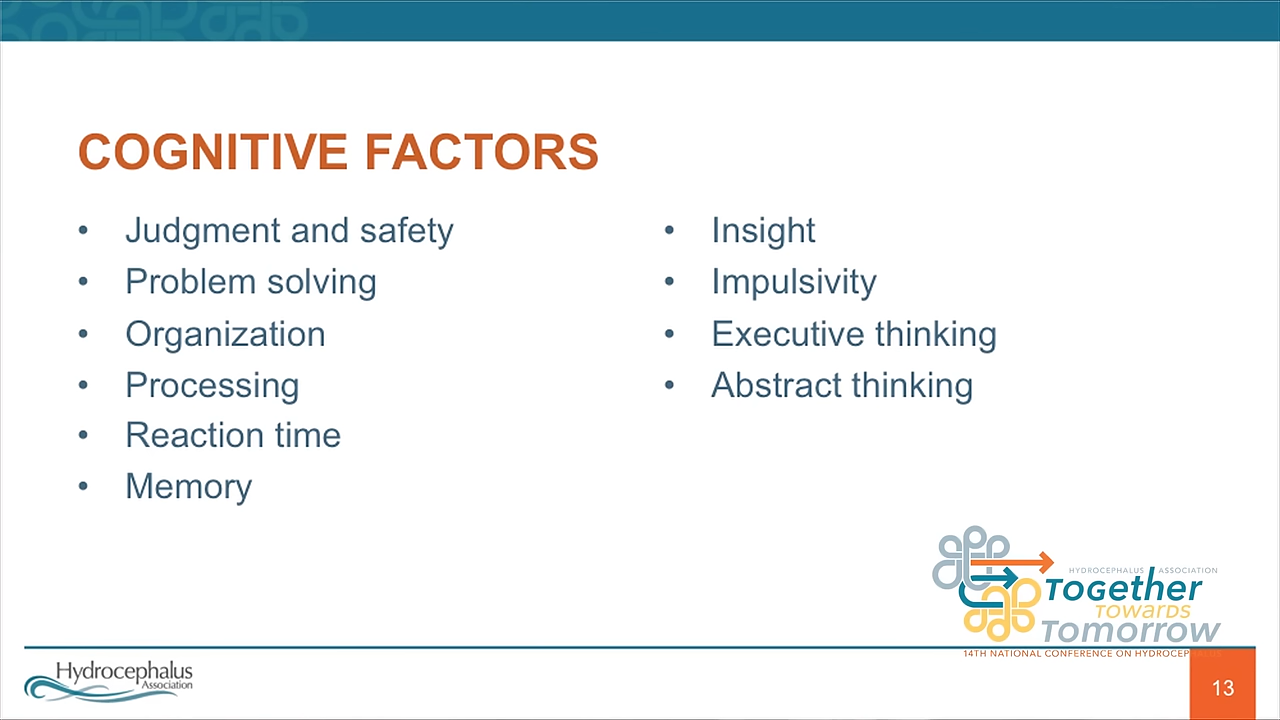 COGNITIVE FACTORS
• Judgment and safety
• Problem solving
• Organization
• Processing
• Reaction time
• Memory
• Insight
• Impulsivity
• Executive thinking
• Abstract thinking
HYDROCEPHALUS ASSOCIATION
Together
TOWARDS
Tomorrow
14TH NATIONAL CONFERENCE ON HYDROCEPHALUS
Hydrocephalus
Association
13